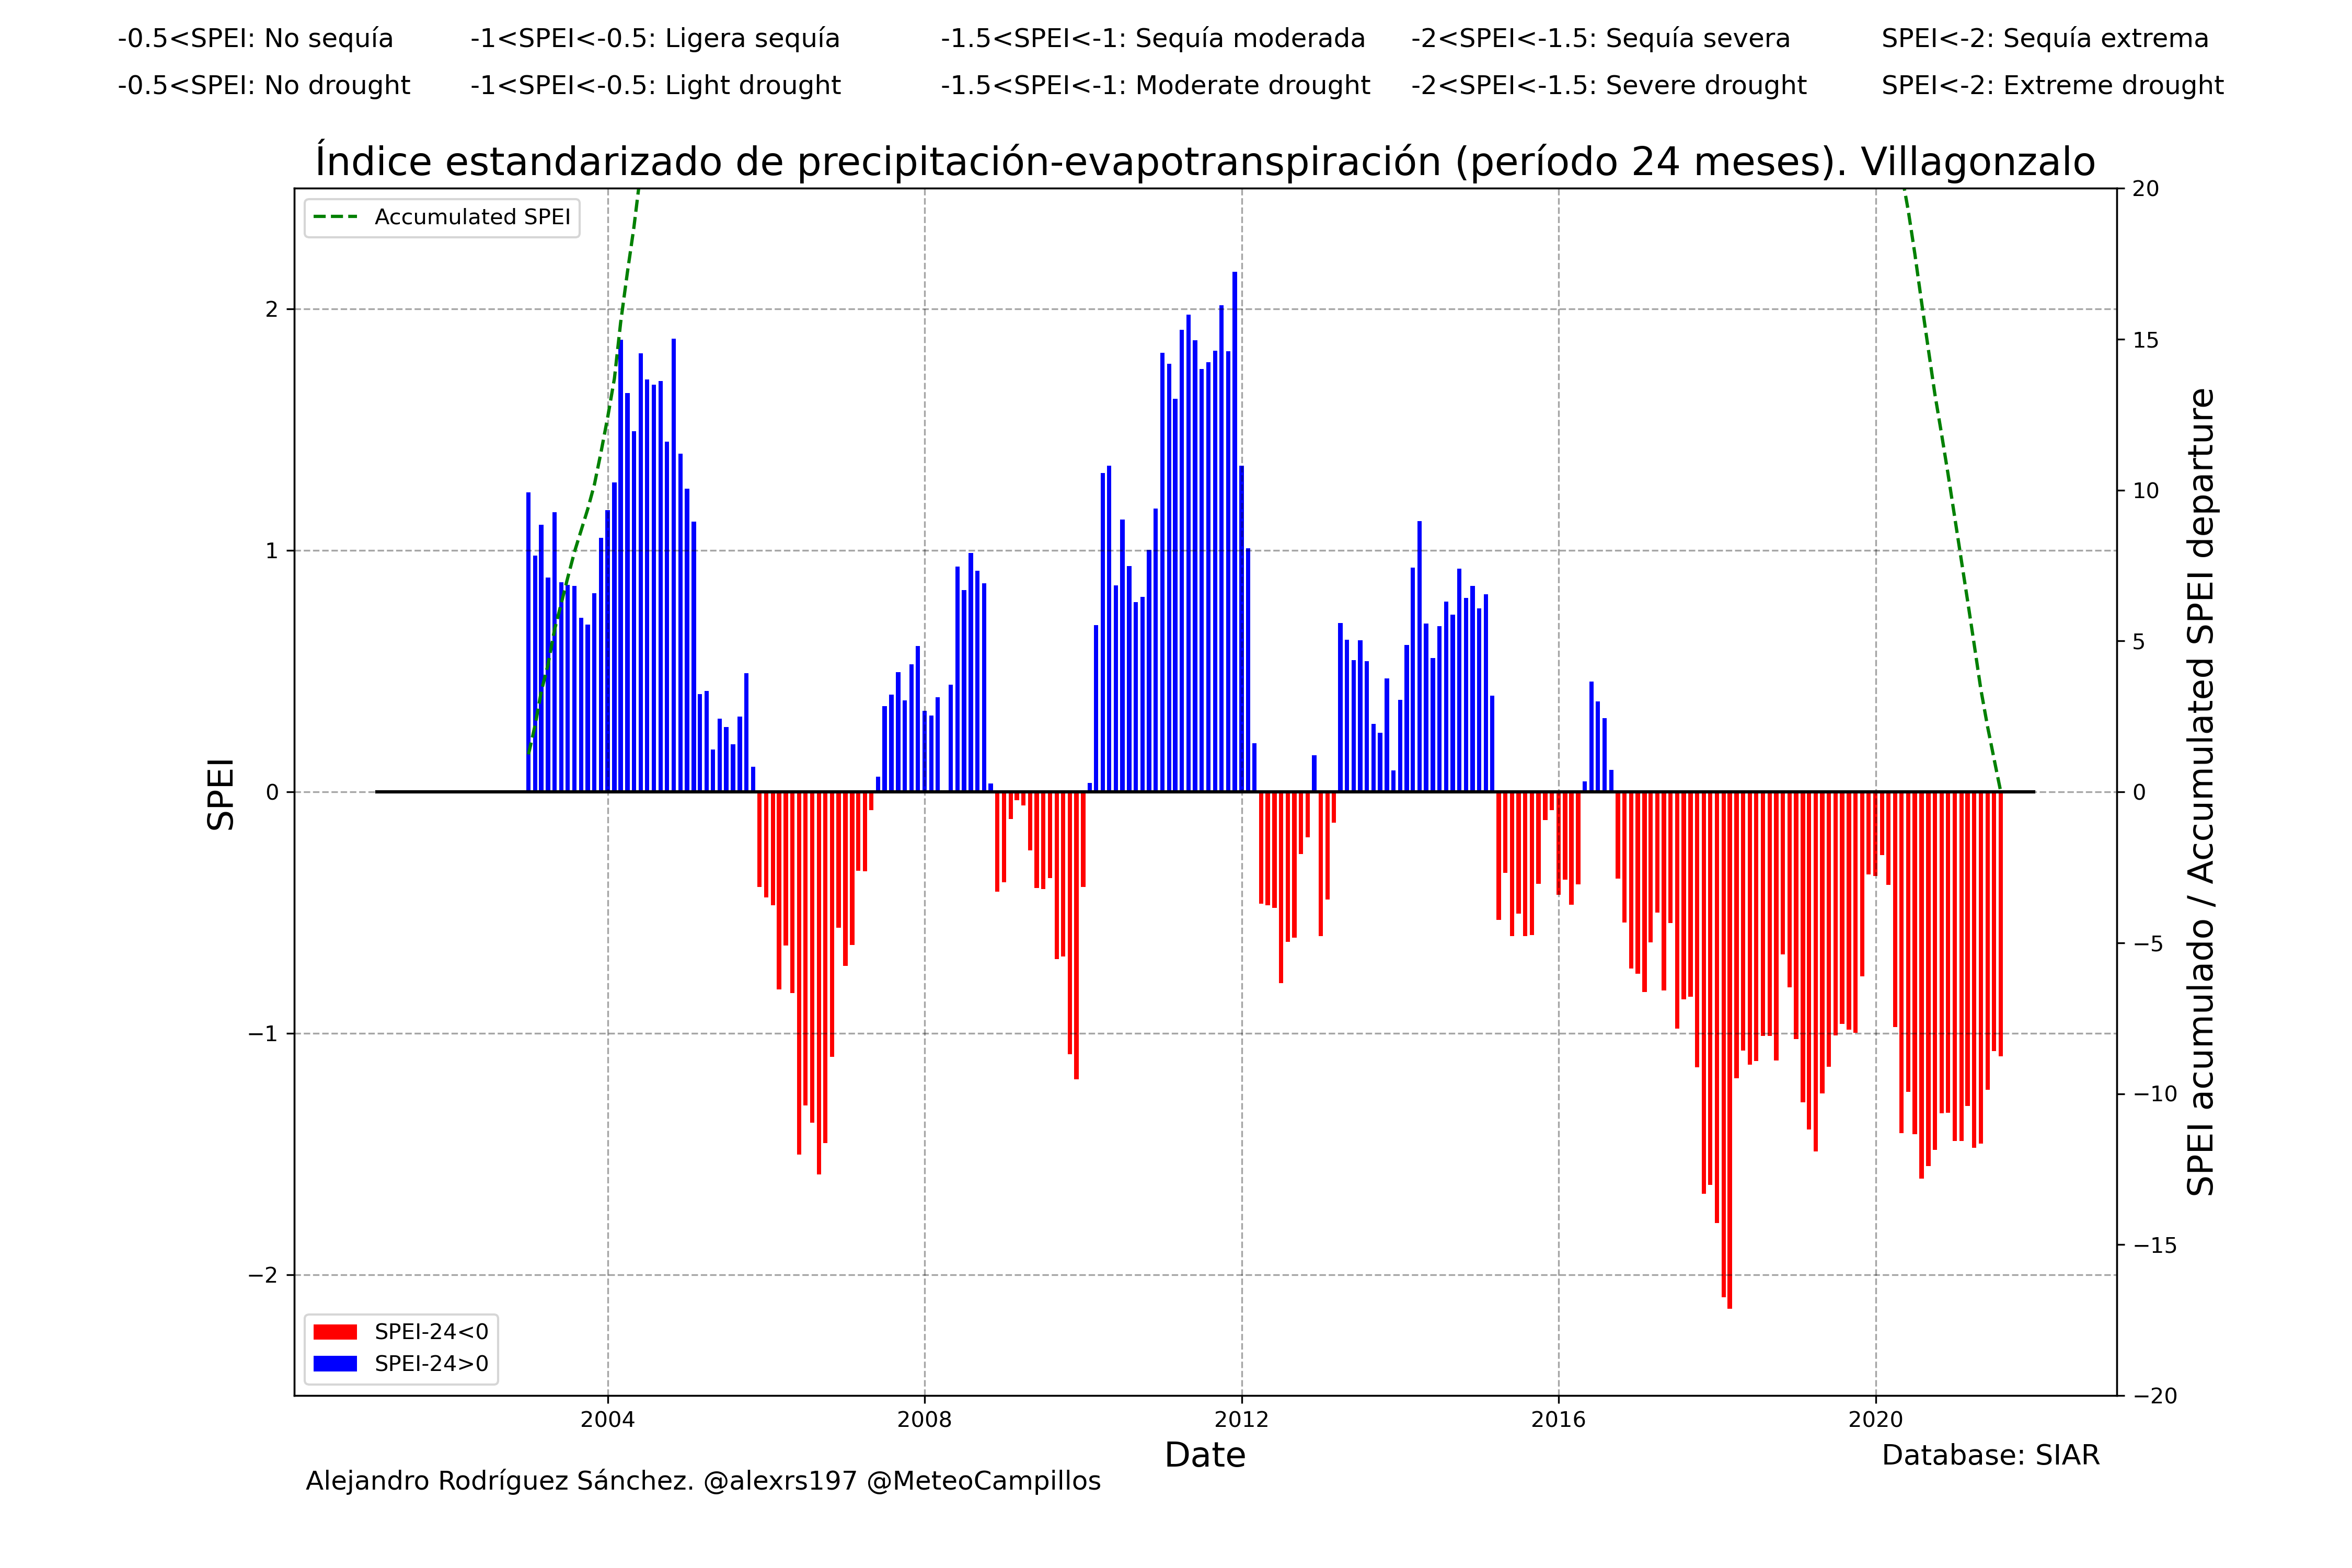 -0.5<SPEI: No sequía -1<SPEI<-0.5: Ligera sequía -1.5<SPEI<-1: Sequía moderada -2<SPEI<-1.5: Sequía severa SPEI<-2: Sequía extrema
-0.5<SPEI: No drought -1<SPEI<-0.5: Light drought -1.5<SPEI<-1: Moderate drought -2<SPEI<-1.5: Severe drought SPEI<-2: Extreme drought
Índice estandarizado de precipitación-evapotranspiración (período 24 meses). Villagonzalo
Accumulated SPEI
2
1
0
−1
−2
SPEI
20
15
10
5
0
−5
−10
−15
−20
SPEI acumulado / Accumulated SPEI departure
SPEI-24<0
SPEI-24>0
2004 2008 2012 2016 2020
Date
Database: SIAR
Alejandro Rodríguez Sánchez. @alexrs197 @MeteoCampillos